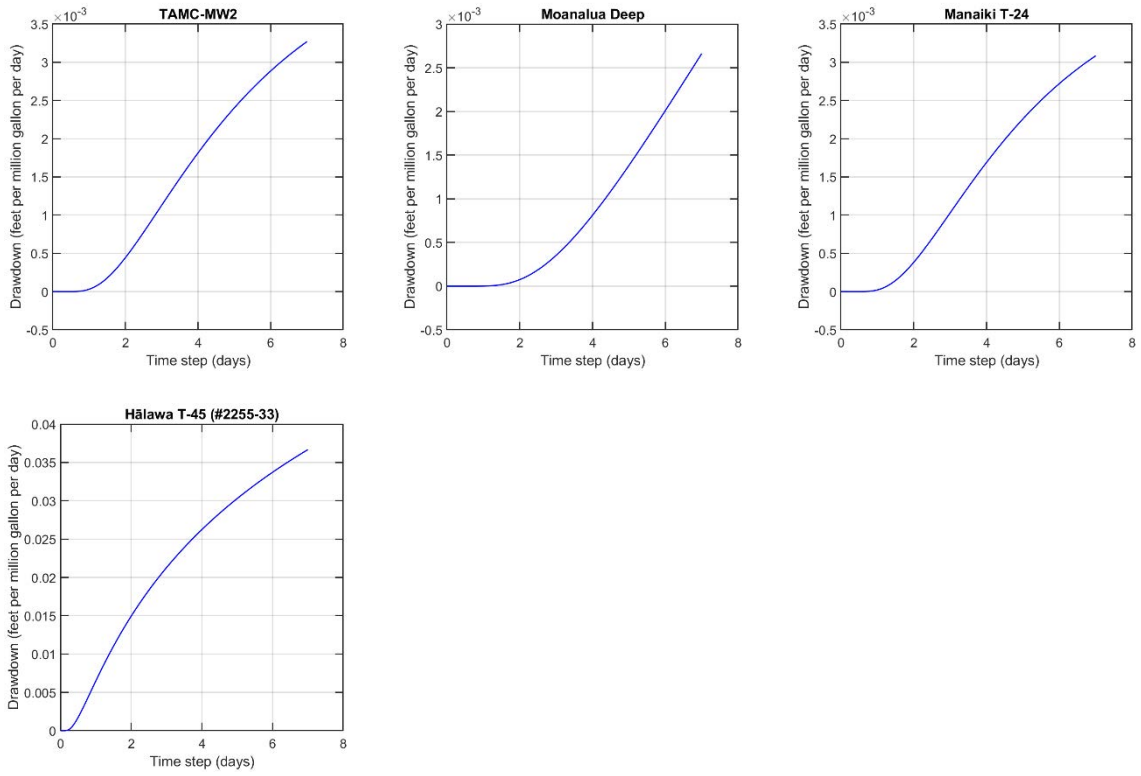 TAMC-MW2
×10⁻³
3.5
3
2.5
2
1.5
1
0.5
0
-0.5
Drawdown (feet per million gallon per day)
0 2 4 6 8
Time step (days)
Moanalua Deep
×10⁻³
3
2.5
2
1.5
1
0.5
0
-0.5
Drawdown (feet per million gallon per day)
0 2 4 6 8
Time step (days)
Manaiki T-24
×10⁻³
3.5
3
2.5
2
1.5
1
0.5
0
-0.5
Drawdown (feet per million gallon per day)
0 2 4 6 8
Time step (days)
Hālawa T-45 (#2255-33)
0.04
0.035
0.03
0.025
0.02
0.015
0.01
0.005
0
Drawdown (feet per million gallon per day)
0 2 4 6 8
Time step (days)